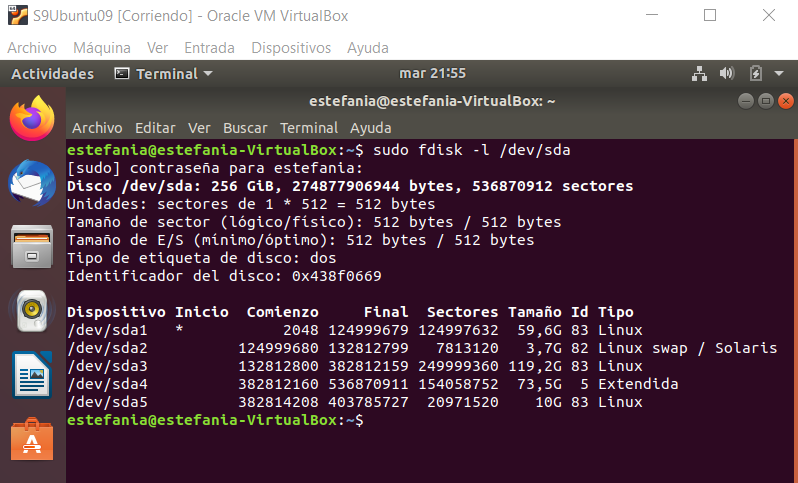 S9Ubuntu09 [Corriendo] - Oracle VM VirtualBox
Archivo Máquina Ver Entrada Dispositivos Ayuda
Actividades Terminal mar 21:55
estefania@estefania-VirtualBox: ~
Archivo Editar Ver Buscar Terminal Ayuda
estefania@estefania-VirtualBox:~$ sudo fdisk -l /dev/sda
[sudo] contraseña para estefania:
Disco /dev/sda: 256 GiB, 274877906944 bytes, 536870912 sectores
Unidades: sectores de 1 * 512 = 512 bytes
Tamaño de sector (lógico/físico): 512 bytes / 512 bytes
Tamaño de E/S (mínimo/óptimo): 512 bytes / 512 bytes
Tipo de etiqueta de disco: dos
Identificador del disco: 0x438f0669
Dispositivo Inicio Comienzo Final Sectores Tamaño Id Tipo
/dev/sda1 * 2048 124999679 124997632 59,6G 83 Linux
/dev/sda2 124999680 132812799 7813120 3,7G 82 Linux swap / Solaris
/dev/sda3 132812800 382812159 249999360 119,2G 83 Linux
/dev/sda4 382812160 536870911 154058752 73,5G 5 Extendida
/dev/sda5 382814208 403785727 20971520 10G 83 Linux
estefania@estefania-VirtualBox:~$